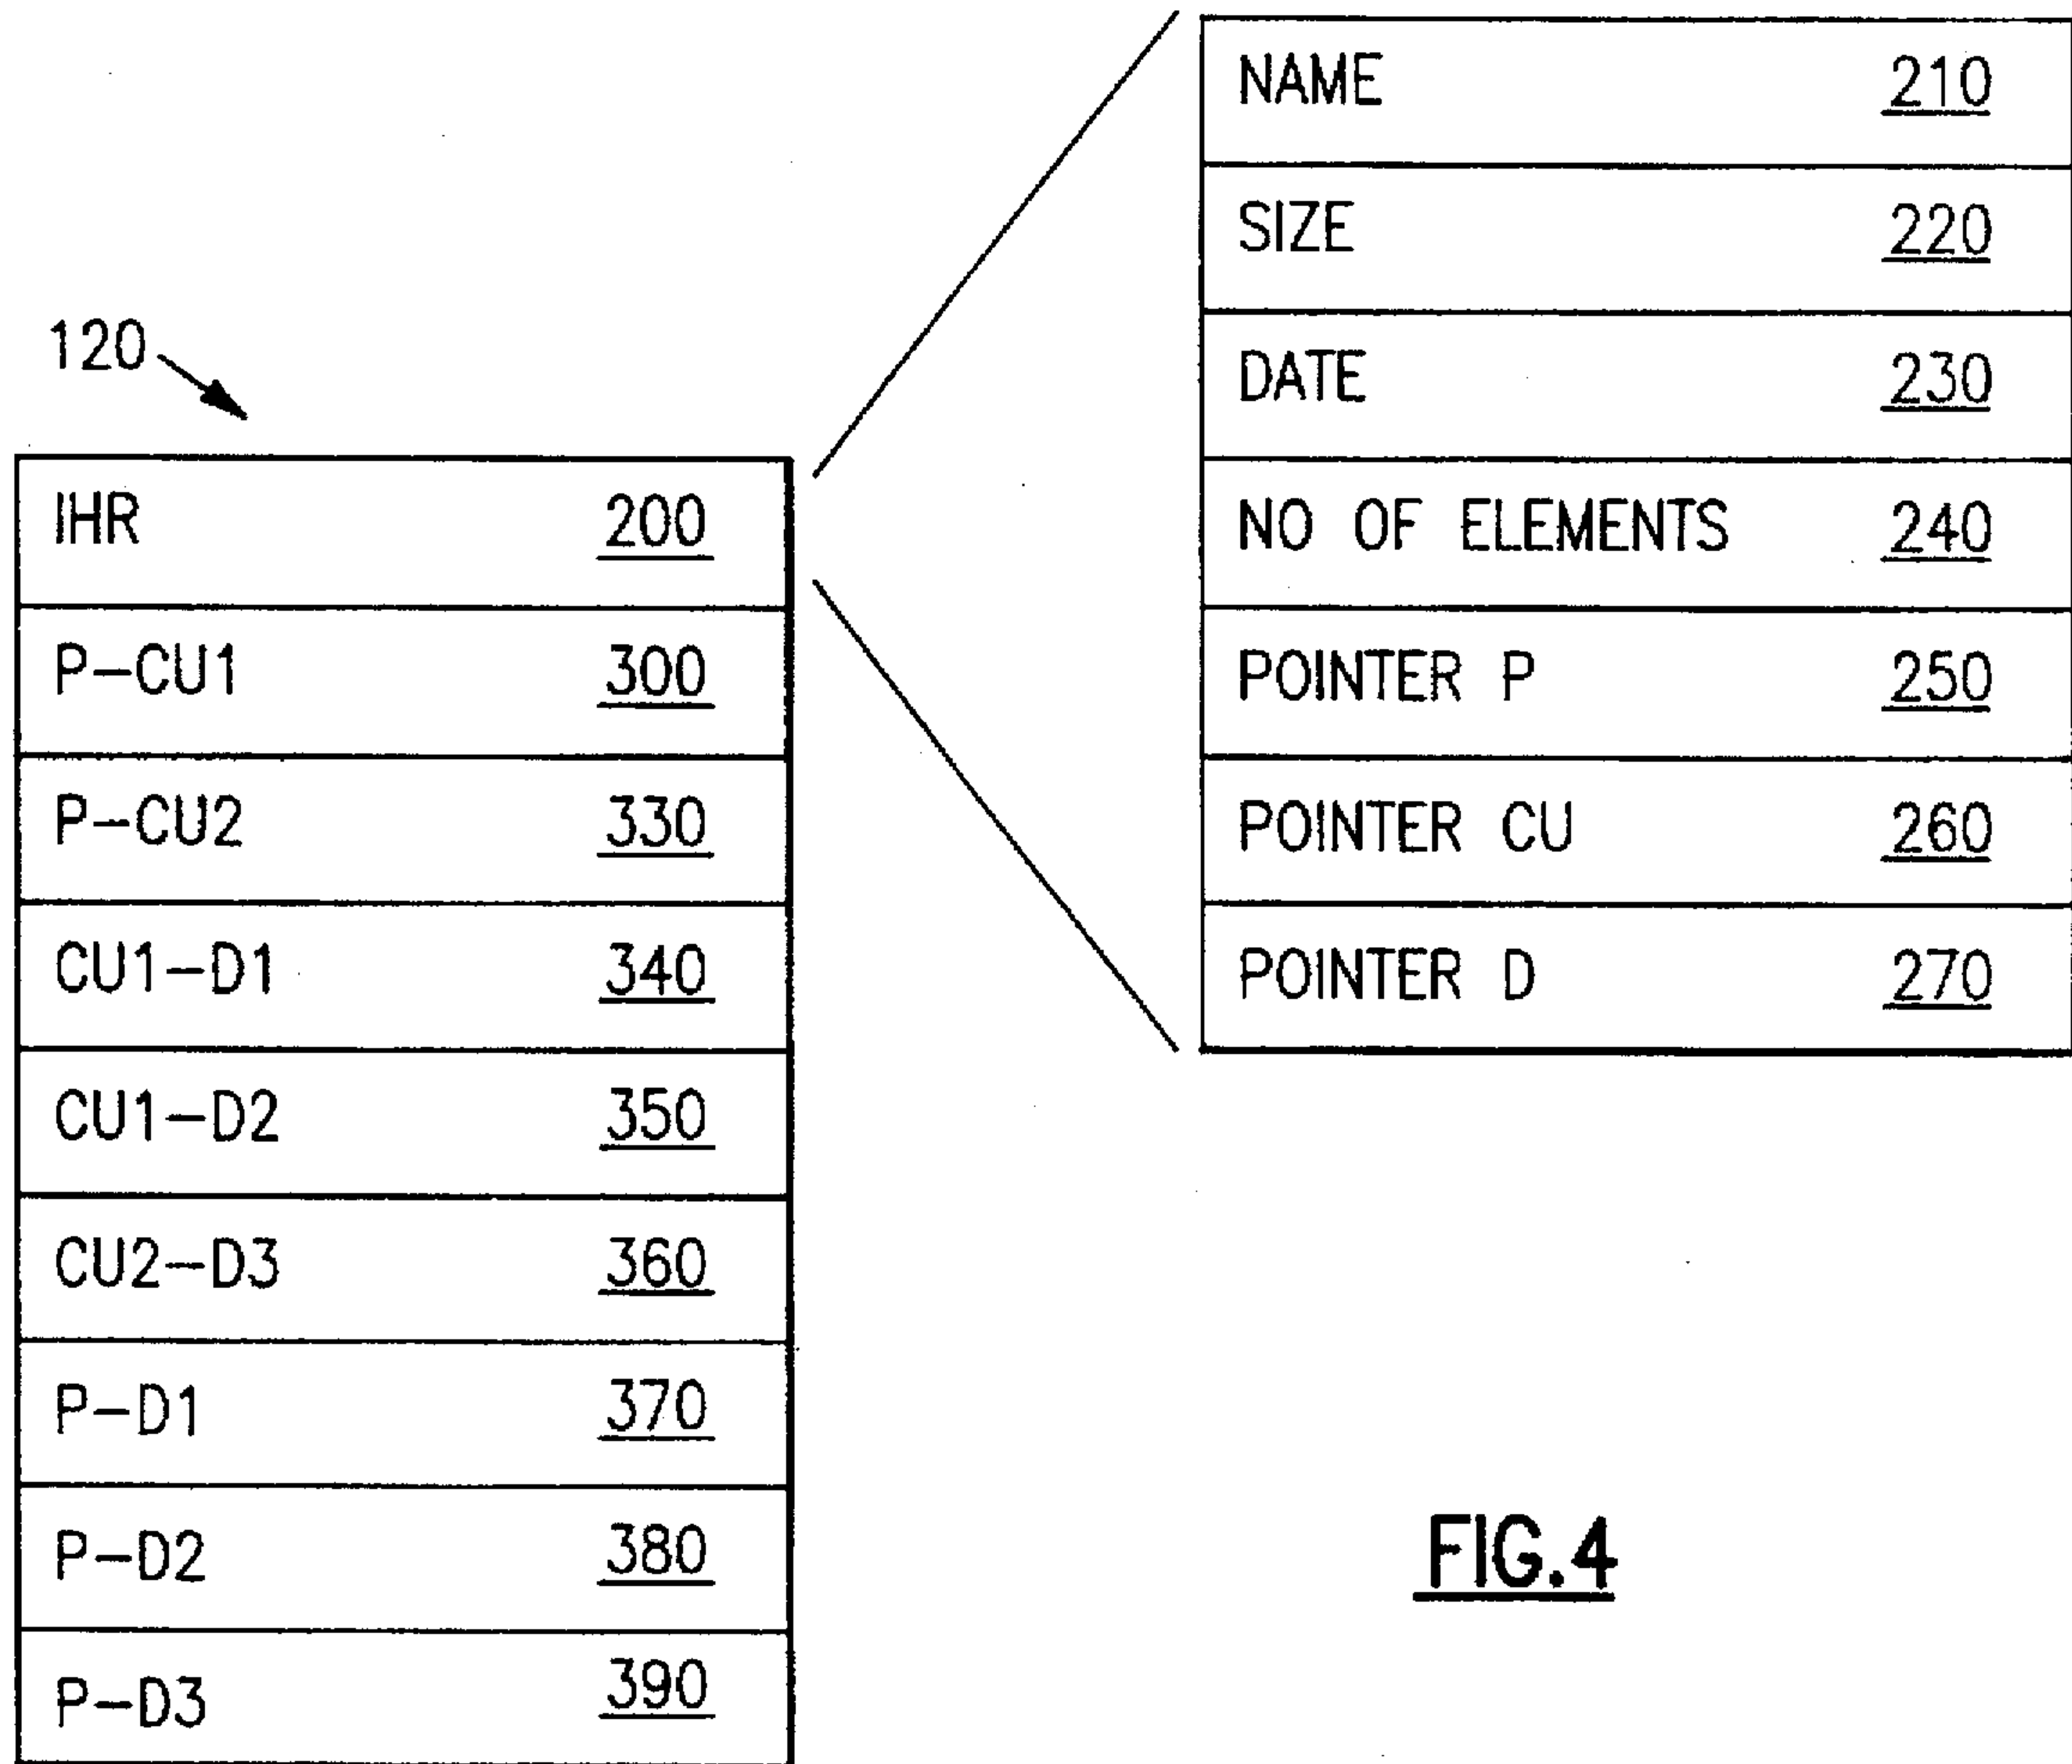 120
IHR 200
P-CU1 300
P-CU2 330
CU1-D1 340
CU1-D2 350
CU2-D3 360
P-D1 370
P-D2 380
P-D3 390
NAME 210
SIZE 220
DATE 230
NO OF ELEMENTS 240
POINTER P 250
POINTER CU 260
POINTER D 270
FIG.4